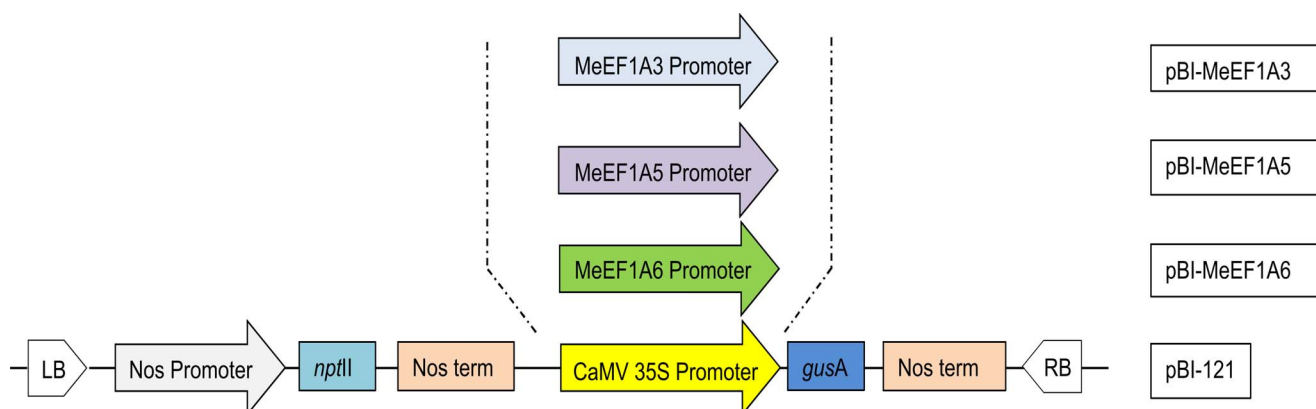 MeEF1A3 Promoter
pBI-MeEF1A3
MeEF1A5 Promoter
pBI-MeEF1A5
MeEF1A6 Promoter
pBI-MeEF1A6
LB
Nos Promoter
nptII
Nos term
CaMV 35S Promoter
gusA
Nos term
RB
pBI-121